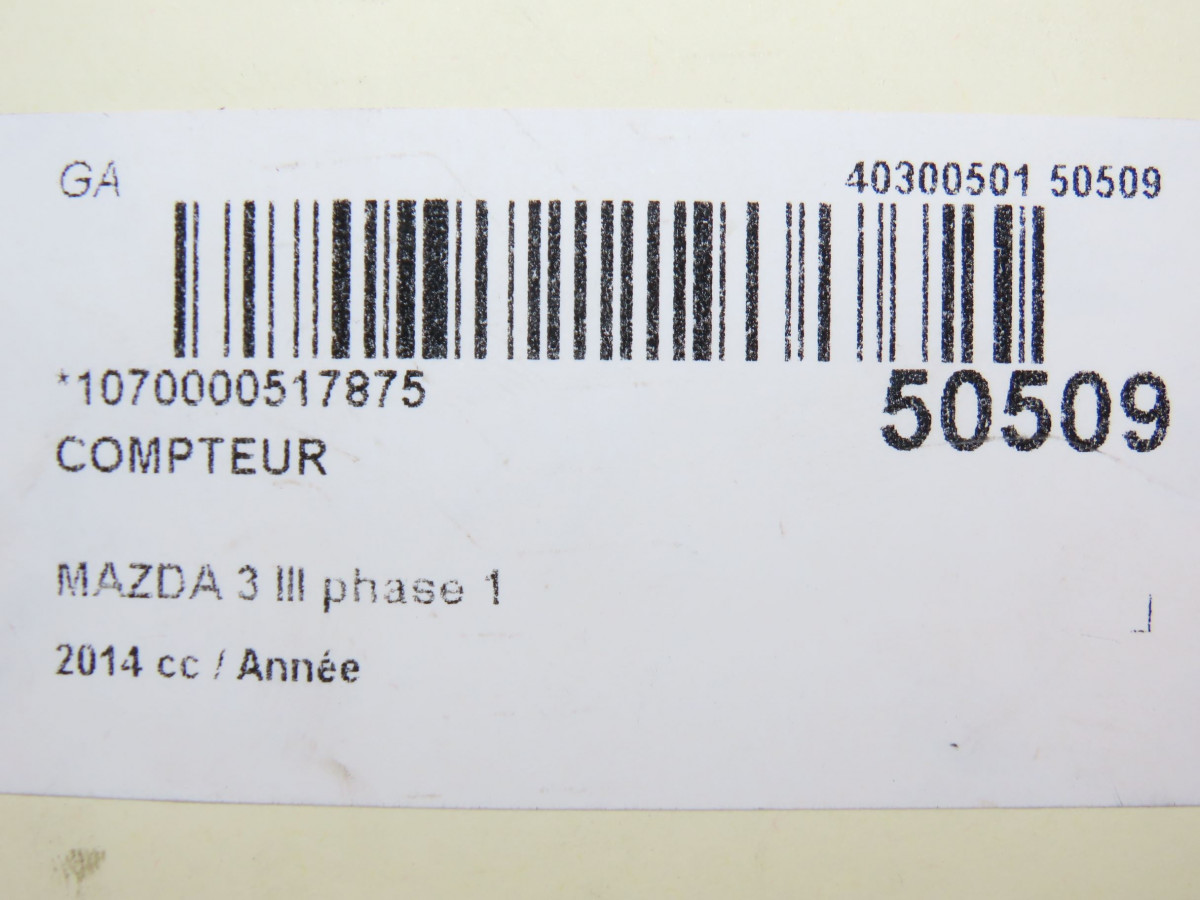 GA
40300501 50509
*1070000517875
50509
COMPTEUR
MAZDA 3 III phase 1
2014 cc / Année